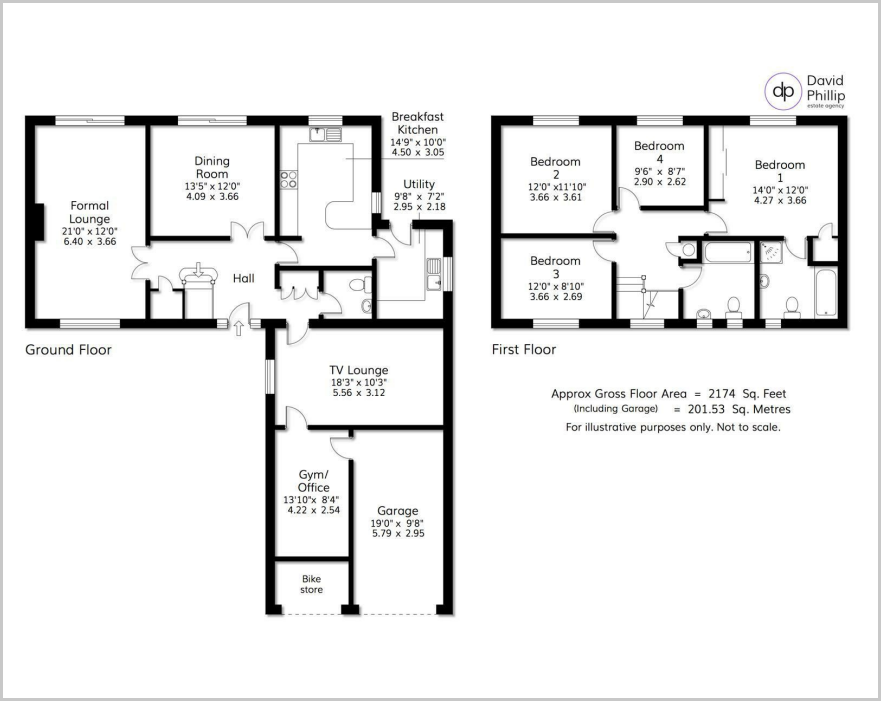 dp
David
Phillip
estate agency
Breakfast
Kitchen
14'9" x 10'0"
4.50 x 3.05
Utility
9'8" x 7'2"
2.95 x 2.18
Dining
Room
13'5" x 12'0"
4.09 x 3.66
Formal
Lounge
21'0" x 12'0"
6.40 x 3.66
Hall
Ground Floor
TV Lounge
18'3" x 10'3"
5.56 x 3.12
Gym/
Office
13'10" x 8'4"
4.22 x 2.54
Garage
19'0" x 9'8"
5.79 x 2.95
Bike
store
Bedroom
2
12'0" x 11'10"
3.66 x 3.61
Bedroom
4
9'6" x 8'7"
2.90 x 2.62
Bedroom
1
14'0" x 12'0"
4.27 x 3.66
Bedroom
3
12'0" x 8'10"
3.66 x 2.69
First Floor
Approx Gross Floor Area = 2174 Sq. Feet
(Including Garage) = 201.53 Sq. Metres
For illustrative purposes only. Not to scale.